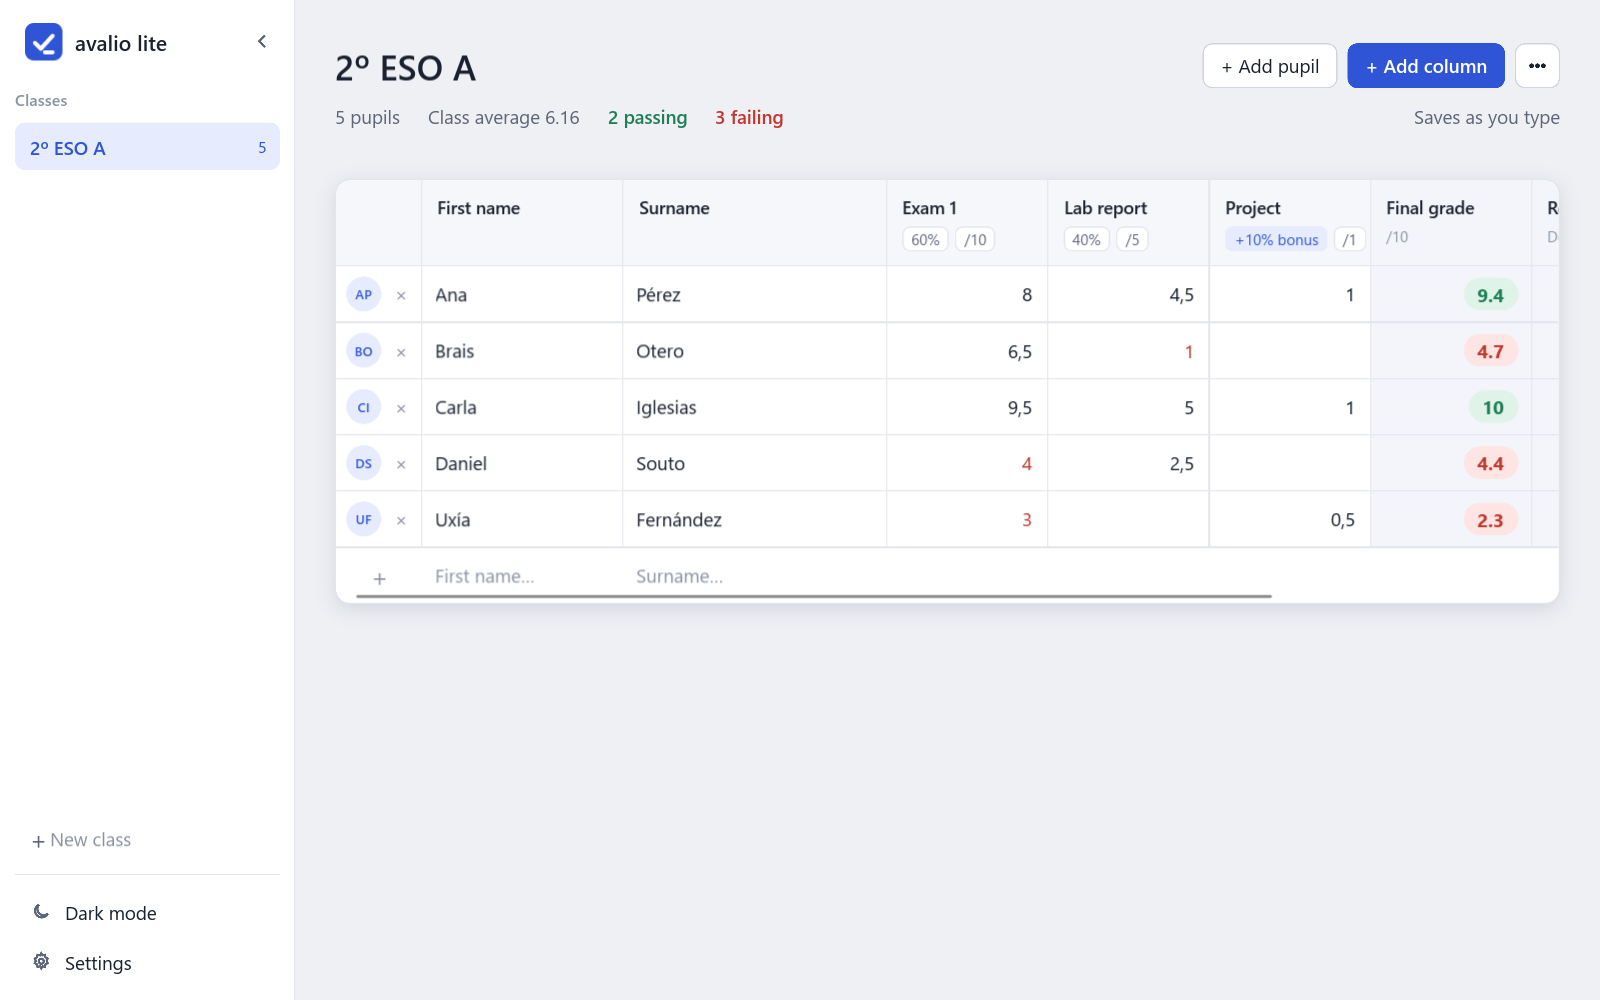 avalio lite
Classes
2º ESO A 5
+ New class
Dark mode
Settings
2º ESO A
+ Add pupil
+ Add column
•••
5 pupils Class average 6.16 2 passing 3 failing
Saves as you type
First name Surname Exam 1 Lab report Project Final grade
60% /10 40% /5 +10% bonus /1 /10
AP × Ana Pérez 8 4,5 1 9.4
BO × Brais Otero 6,5 1 4.7
CI × Carla Iglesias 9,5 5 1 10
DS × Daniel Souto 4 2,5 4.4
UF × Uxía Fernández 3 0,5 2.3
+ First name... Surname...